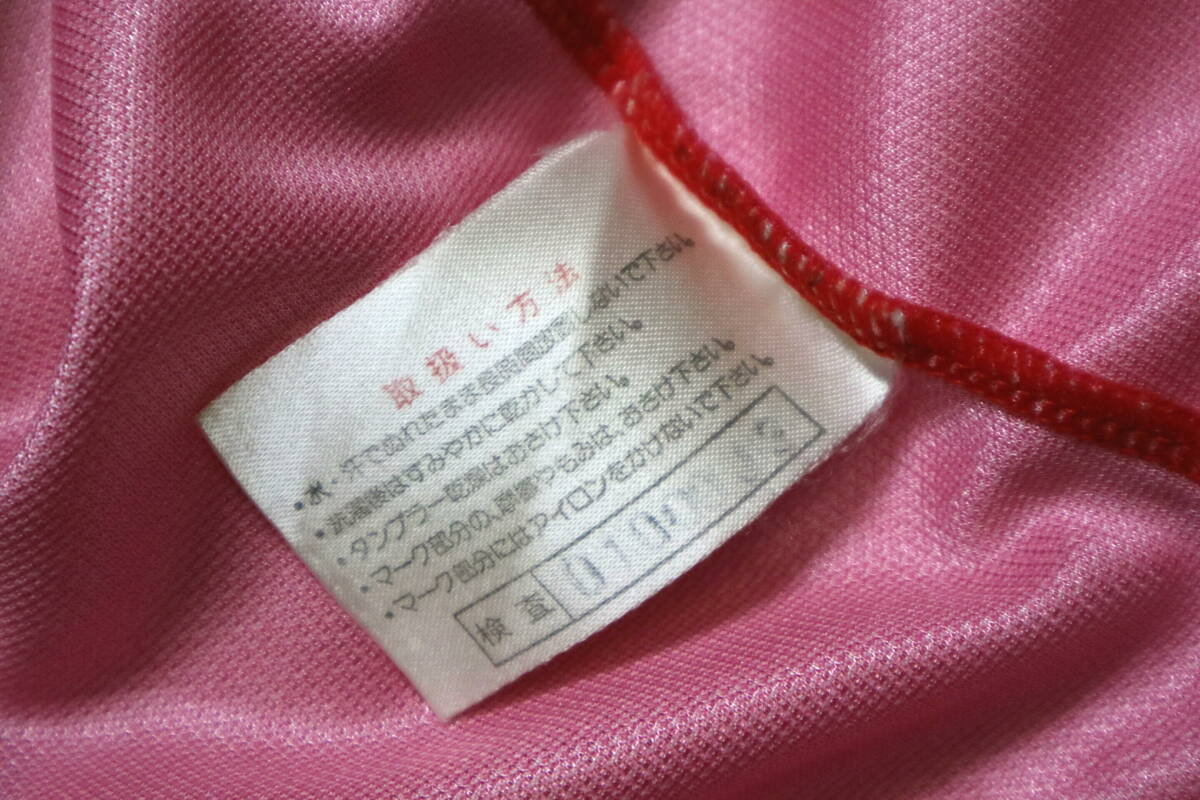 取扱い方法
・水・汗でぬれたまま長時間放置しないで下さい。
・洗濯後はすみやかに乾かして下さい。
・タンブラー乾燥はおさけ下さい。
・マーク部分の、摩擦やもみは、おさけ下さい。
・マーク部分にはアイロンをかけないで下さい。
検査